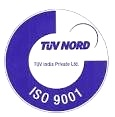 TÜV NORD
TÜV India Private Ltd.
ISO 9001